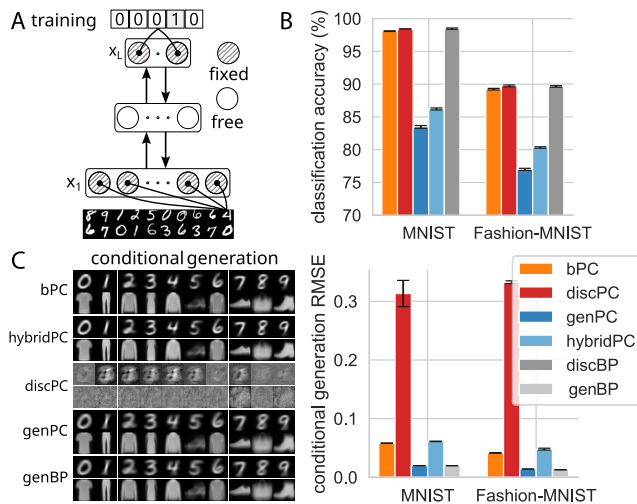 A
training
0 0 0 1 0
x_L
fixed
free
x_1
8 9 1 2 5 0 0 6 6 4
6 7 0 1 6 3 6 3 7 0
B
classification accuracy (%)
100
95
90
85
80
75
70
MNIST
Fashion-MNIST
C
conditional generation
bPC
0 1 2 3 4 5 6 7 8 9
hybridPC
0 1 2 3 4 5 6 7 8 9
discPC
genPC
0 1 2 3 4 5 6 7 8 9
genBP
0 1 2 3 4 5 6 7 8 9
conditional generation RMSE
0.3
0.2
0.1
0.0
MNIST
Fashion-MNIST
bPC
discPC
genPC
hybridPC
discBP
genBP